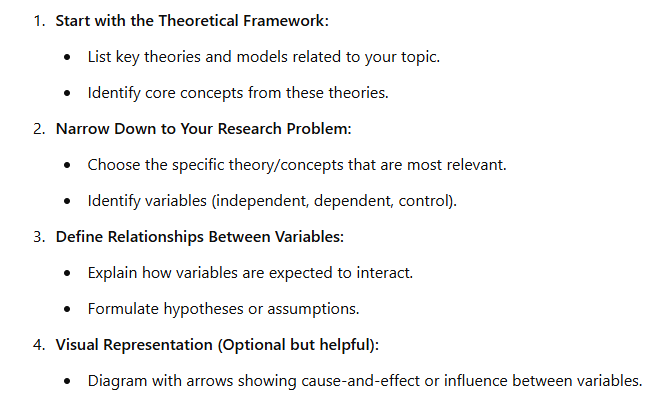 1. Start with the Theoretical Framework:
• List key theories and models related to your topic.
• Identify core concepts from these theories.
2. Narrow Down to Your Research Problem:
• Choose the specific theory/concepts that are most relevant.
• Identify variables (independent, dependent, control).
3. Define Relationships Between Variables:
• Explain how variables are expected to interact.
• Formulate hypotheses or assumptions.
4. Visual Representation (Optional but helpful):
• Diagram with arrows showing cause-and-effect or influence between variables.